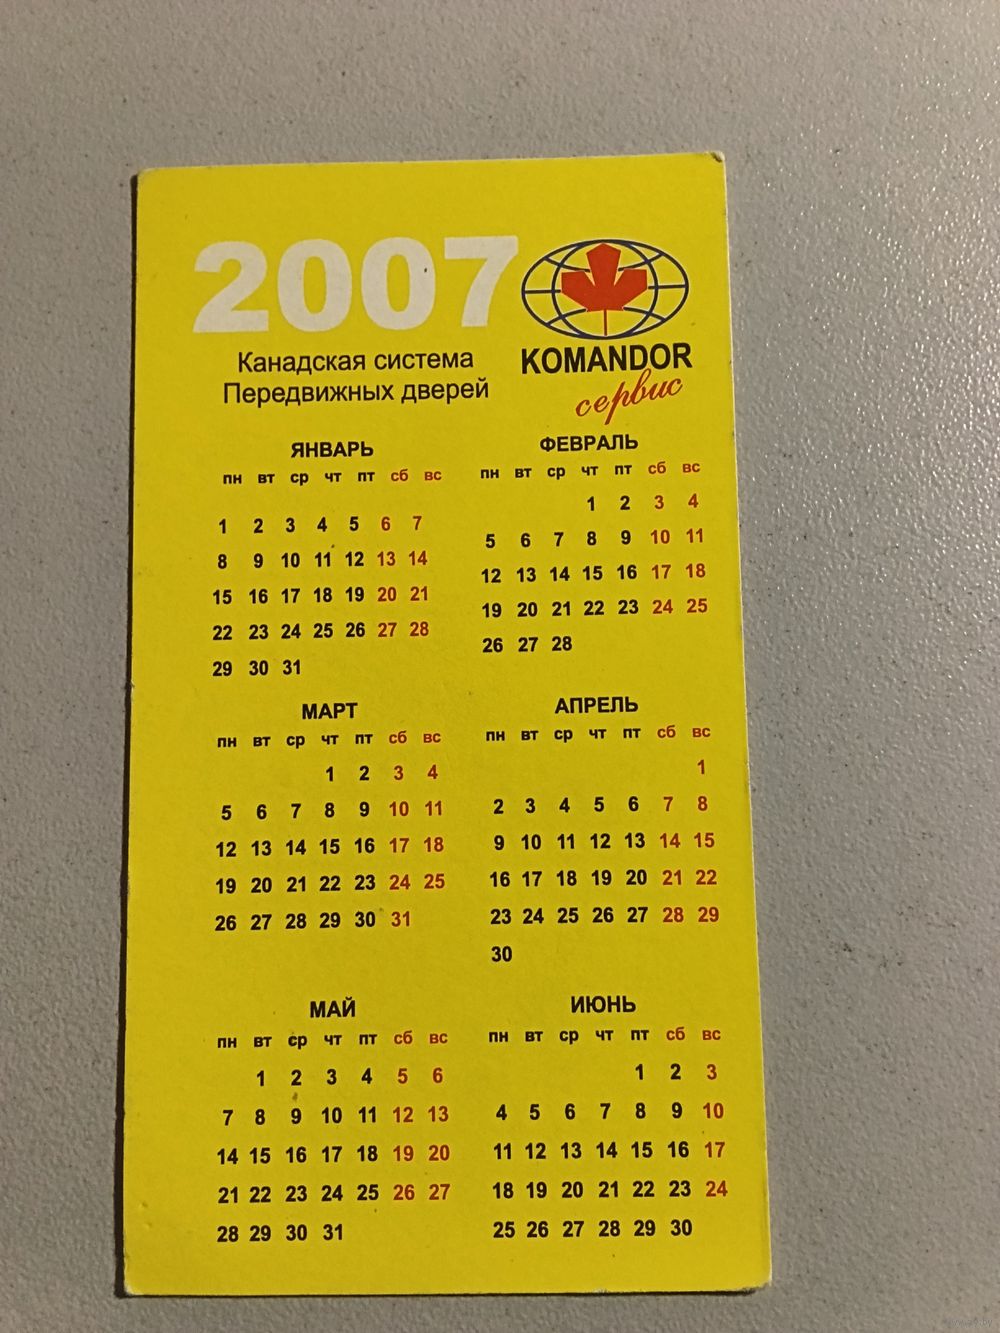 2007
KOMANDOR
сервис
Канадская система
Передвижных дверей
ЯНВАРЬ
пн вт ср чт пт сб вс
1 2 3 4 5 6 7
8 9 10 11 12 13 14
15 16 17 18 19 20 21
22 23 24 25 26 27 28
29 30 31
ФЕВРАЛЬ
пн вт ср чт пт сб вс
1 2 3 4
5 6 7 8 9 10 11
12 13 14 15 16 17 18
19 20 21 22 23 24 25
26 27 28
МАРТ
пн вт ср чт пт сб вс
1 2 3 4
5 6 7 8 9 10 11
12 13 14 15 16 17 18
19 20 21 22 23 24 25
26 27 28 29 30 31
АПРЕЛЬ
пн вт ср чт пт сб вс
1
2 3 4 5 6 7 8
9 10 11 12 13 14 15
16 17 18 19 20 21 22
23 24 25 26 27 28 29
30
МАЙ
пн вт ср чт пт сб вс
1 2 3 4 5 6
7 8 9 10 11 12 13
14 15 16 17 18 19 20
21 22 23 24 25 26 27
28 29 30 31
ИЮНЬ
пн вт ср чт пт сб вс
1 2 3
4 5 6 7 8 9 10
11 12 13 14 15 16 17
18 19 20 21 22 23 24
25 26 27 28 29 30